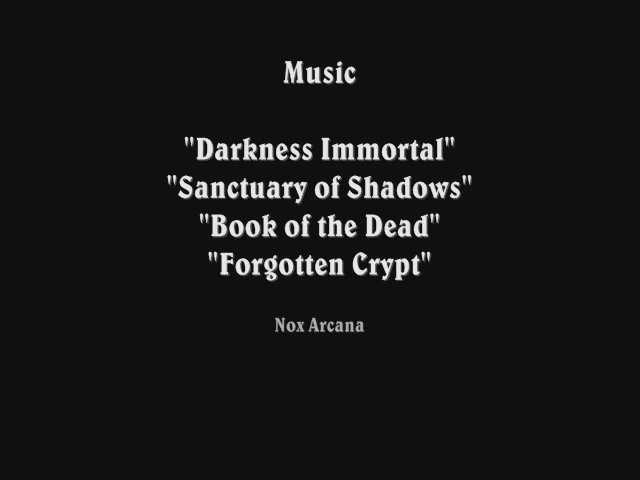 Music
"Darkness Immortal"
"Sanctuary of Shadows"
"Book of the Dead"
"Forgotten Crypt"
Nox Arcana